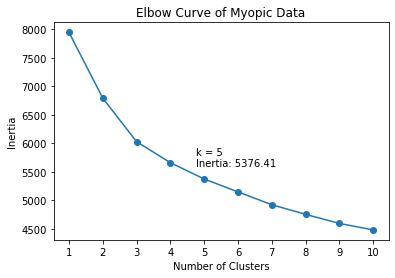 Elbow Curve of Myopic Data
8000
7500
7000
6500
6000
5500
5000
4500
Inertia
k = 5
Inertia: 5376.41
1 2 3 4 5 6 7 8 9 10
Number of Clusters